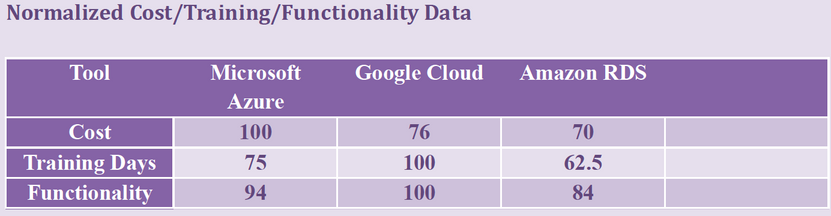 Normalized Cost/Training/Functionality Data
Tool Microsoft Azure Google Cloud Amazon RDS
Cost 100 76 70
Training Days 75 100 62.5
Functionality 94 100 84